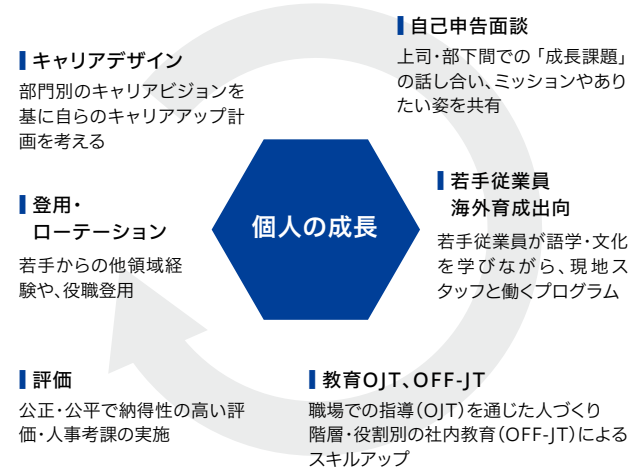 キャリアデザイン
部門別のキャリアビジョンを
基に自らのキャリアアップ計
画を考える
自己申告面談
上司・部下間での「成長課題」
の話し合い、ミッションやあり
たい姿を共有
個人の成長
登用・
ローテーション
若手からの他領域経
験や、役職登用
若手従業員
海外育成出向
若手従業員が語学・文化
を学びながら、現地ス
タッフと働くプログラム
評価
公正・公平で納得性の高い評
価・人事考課の実施
教育OJT、OFF-JT
職場での指導(OJT)を通じた人づくり
階層・役割別の社内教育(OFF-JT)による
スキルアップ